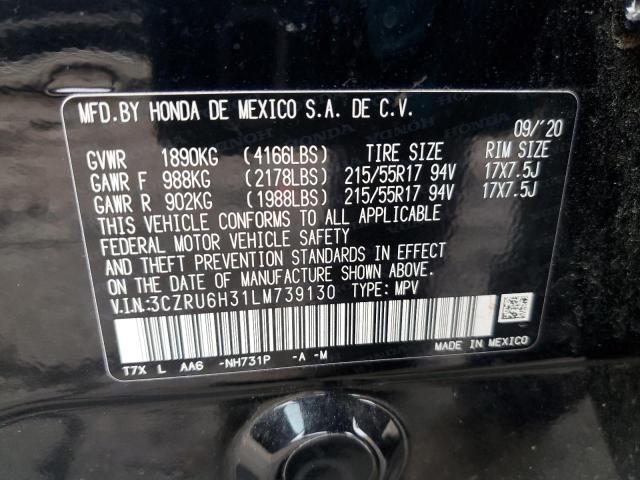 MFD.BY HONDA DE MEXICO S.A. DE C.V.
09/'20
GVWR 1890KG (4166LBS) TIRE SIZE RIM SIZE
GAWR F 988KG (2178LBS) 215/55R17 94V 17X7.5J
GAWR R 902KG (1988LBS) 215/55R17 94V 17X7.5J
THIS VEHICLE CONFORMS TO ALL APPLICABLE
FEDERAL MOTOR VEHICLE SAFETY
AND THEFT PREVENTION STANDARDS IN EFFECT
ON THE DATE OF MANUFACTURE SHOWN ABOVE.
V.I.N.:3CZRU6H31LM739130 TYPE: MPV
T7X L AA6 -NH731P -A -M
MADE IN MEXICO